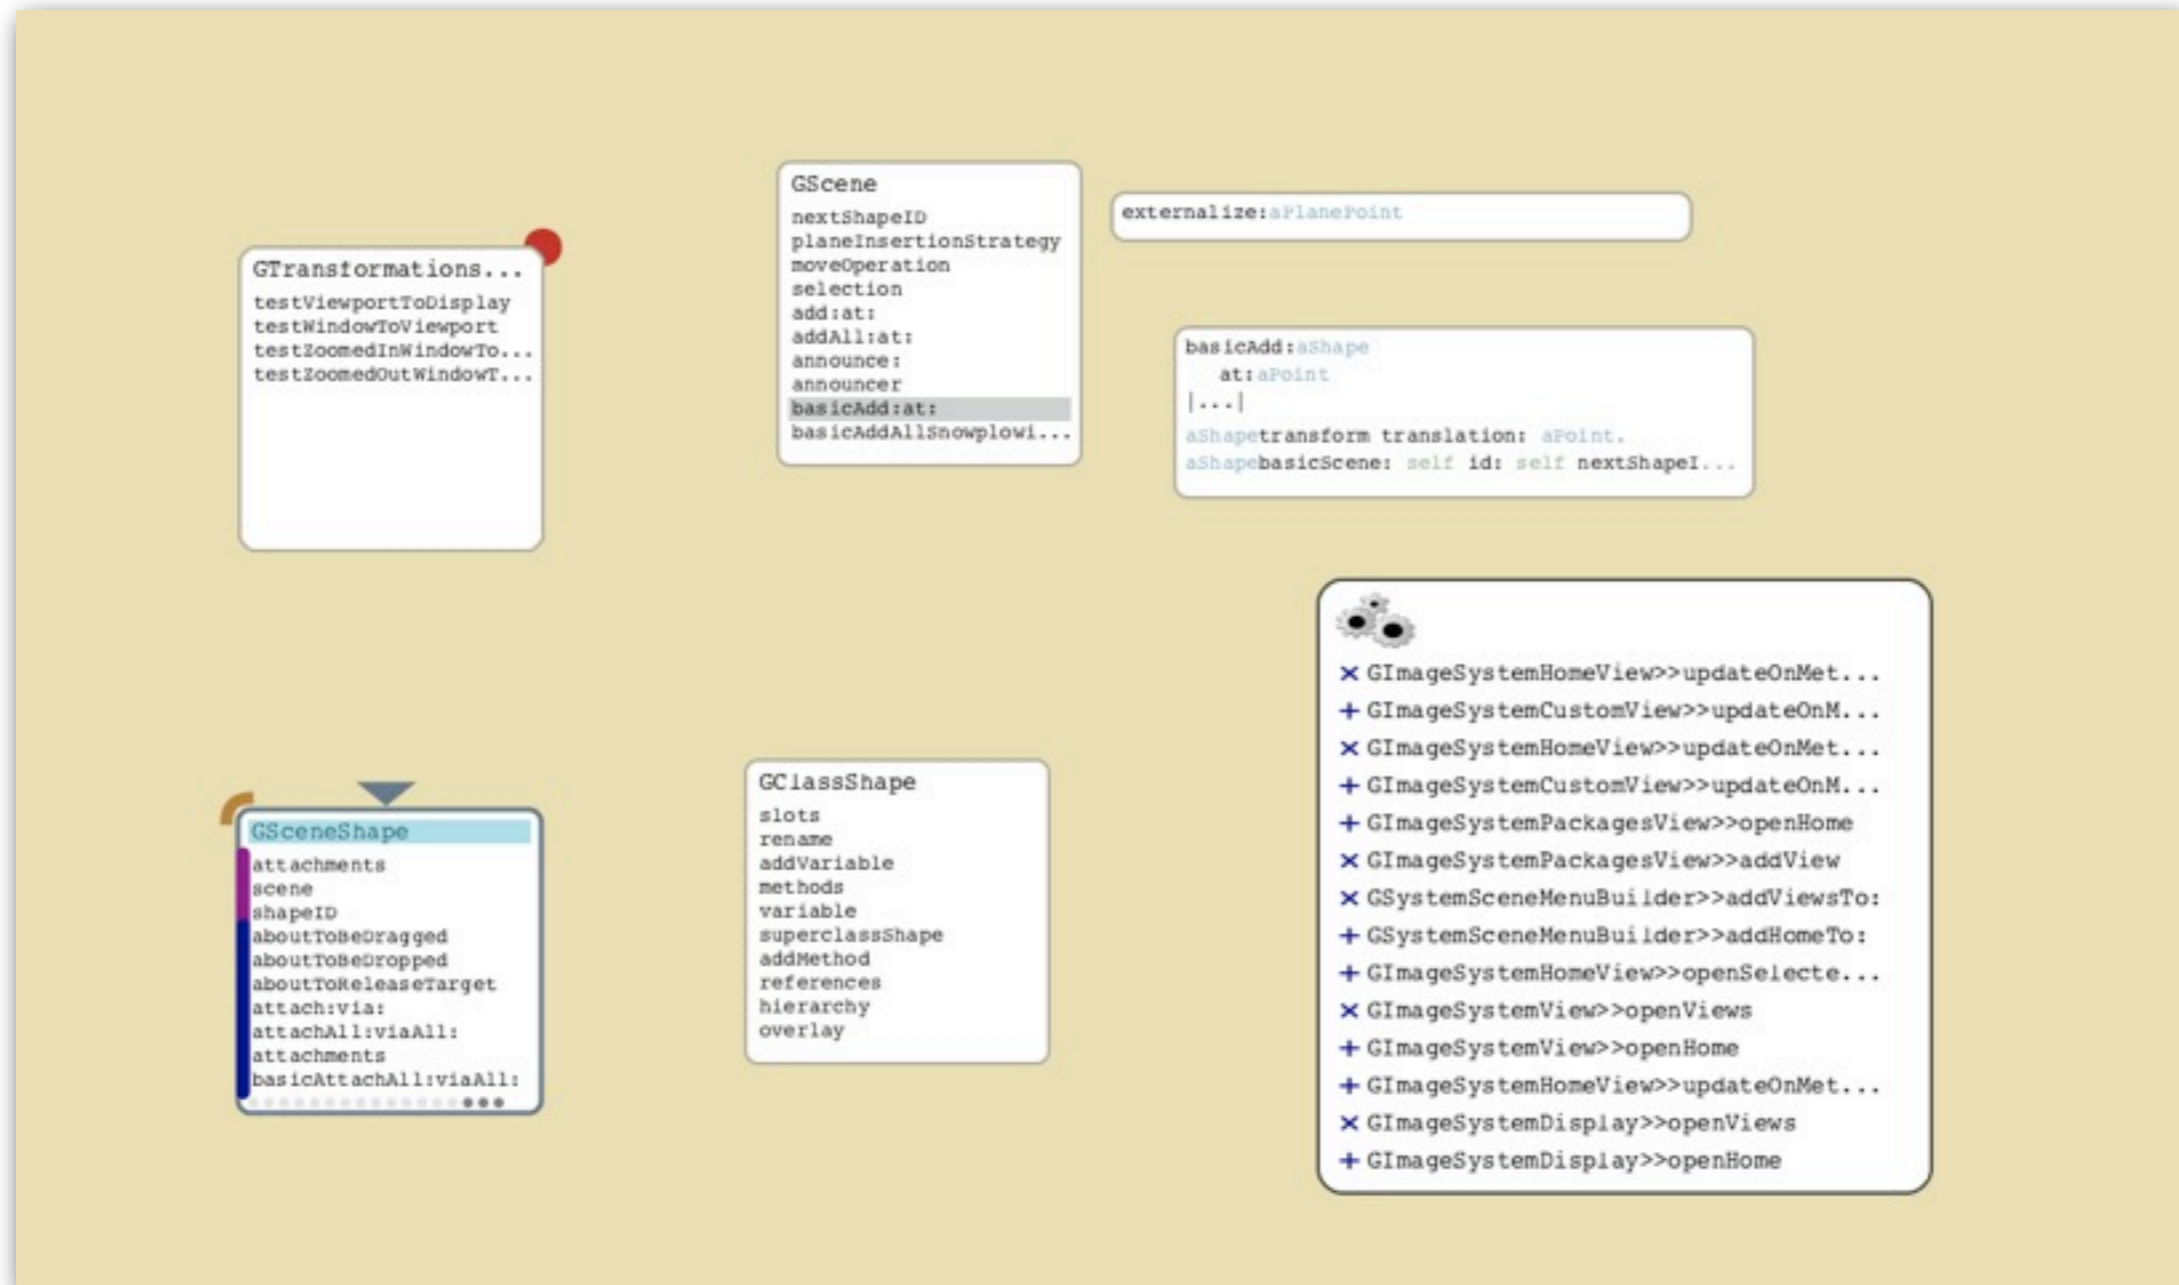 GTransformations...
testViewportToDisplay
testWindowToViewport
testZoomedInWindowTo...
testZoomedOutWindowT...
GScene
nextShapeID
planeInsertionStrategy
moveOperation
selection
add:at:
addAll:at:
announce:
announcer
basicAdd:at:
basicAddAllSnowplowi...
externalize:aPlanePoint
basicAdd:aShape
at:aPoint
|...|
aShapetransform translation: aPoint.
aShapebasicScene: self id: self nextShapeI...
GSceneShape
attachments
scene
shapeID
aboutToBeDragged
aboutToBeDropped
aboutToReleaseTarget
attach:via:
attachAll:viaAll:
attachments
basicAttachAll:viaAll:
GClassShape
slots
rename
addVariable
methods
variable
superclassShape
addMethod
references
hierarchy
overlay
× GImageSystemHomeView>>updateOnMet...
+ GImageSystemCustomView>>updateOnM...
× GImageSystemHomeView>>updateOnMet...
+ GImageSystemCustomView>>updateOnM...
+ GImageSystemPackagesView>>openHome
× GImageSystemPackagesView>>addView
× GSystemSceneMenuBuilder>>addViewsTo:
+ GSystemSceneMenuBuilder>>addHomeTo:
+ GImageSystemHomeView>>openSelecte...
× GImageSystemView>>openViews
+ GImageSystemView>>openHome
+ GImageSystemHomeView>>updateOnMet...
× GImageSystemDisplay>>openViews
+ GImageSystemDisplay>>openHome